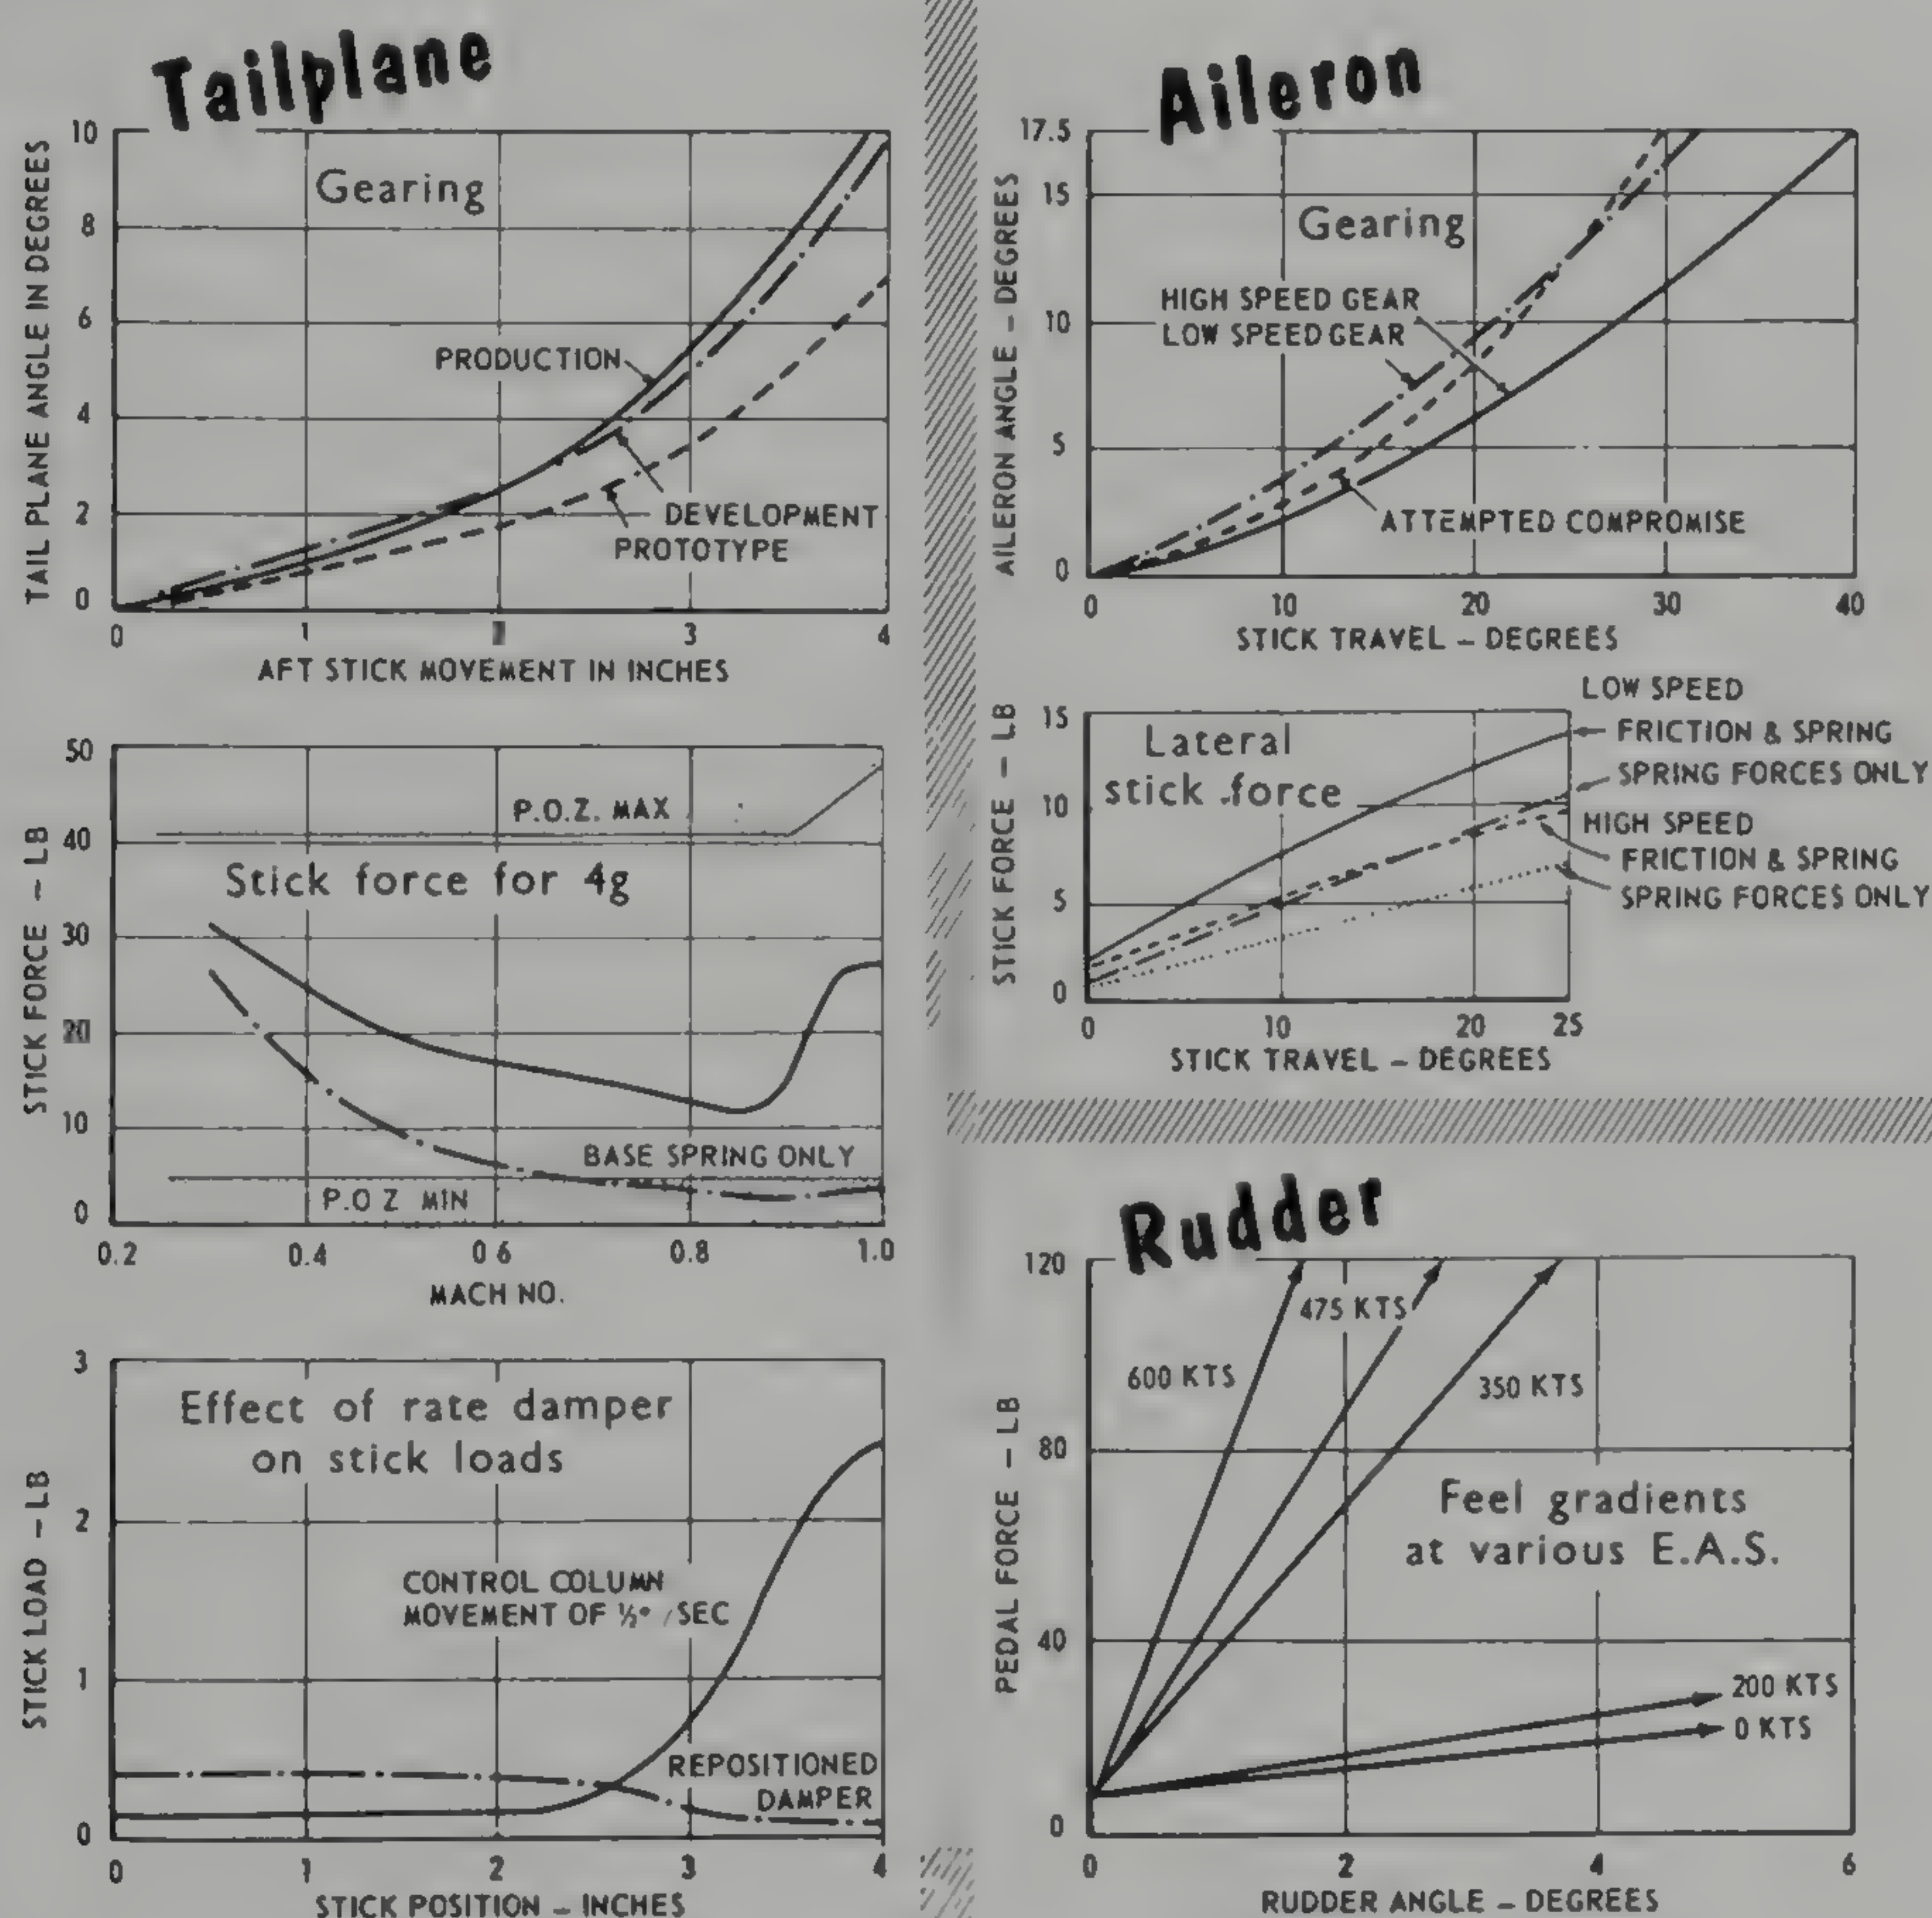 Tailplane
10
8
6
4
2
0
TAIL PLANE ANGLE IN DEGREES
Gearing
PRODUCTION
DEVELOPMENT
PROTOTYPE
0 1 2 3 4
AFT STICK MOVEMENT IN INCHES
50
40
30
20
10
0
STICK FORCE – LB
P.O.Z. MAX
Stick force for 4g
BASE SPRING ONLY
P.O Z MIN
0.2 0.4 0 6 0.8 1.0
MACH NO.
3
2
1
0
STICK LOAD – LB
Effect of rate damper
on stick loads
CONTROL COLUMN
MOVEMENT OF ½° /SEC
REPOSITIONED
DAMPER
0 1 2 3 4
STICK POSITION – INCHES
Aileron
17.5
15
10
5
0
AILERON ANGLE – DEGREES
Gearing
HIGH SPEED GEAR
LOW SPEED GEAR
ATTEMPTED COMPROMISE
0 10 20 30 40
STICK TRAVEL – DEGREES
15
10
5
0
STICK FORCE – LB
Lateral
stick force
LOW SPEED
FRICTION & SPRING
SPRING FORCES ONLY
HIGH SPEED
FRICTION & SPRING
SPRING FORCES ONLY
0 10 20 25
STICK TRAVEL – DEGREES
Rudder
120
80
40
0
PEDAL FORCE – LB
475 KTS
600 KTS
350 KTS
Feel gradients
at various E.A.S.
200 KTS
0 KTS
0 2 4 6
RUDDER ANGLE – DEGREES